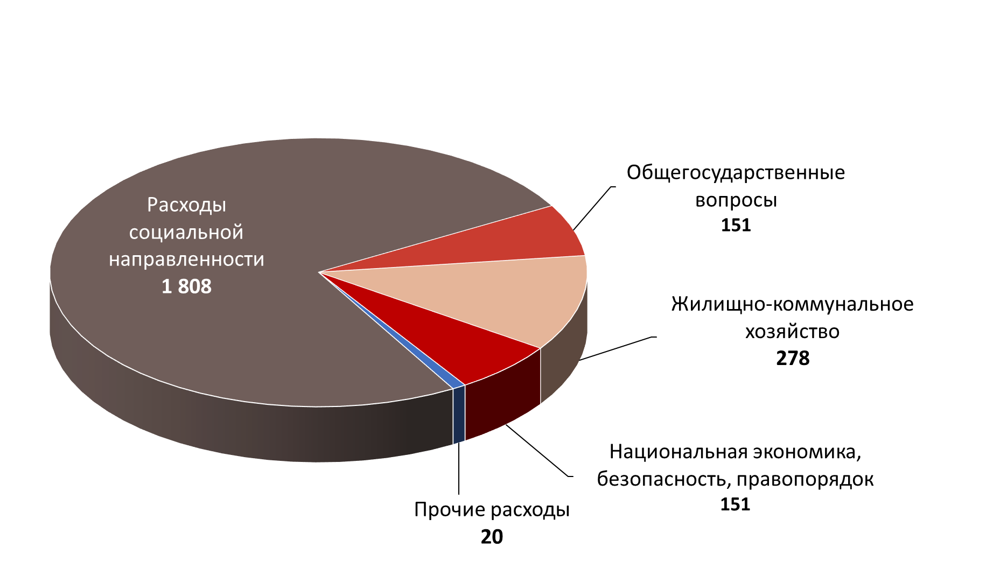 Расходы
социальной
направленности
1 808
Общегосударственные
вопросы
151
Жилищно-коммунальное
хозяйство
278
Национальная экономика,
безопасность, правопорядок
151
Прочие расходы
20